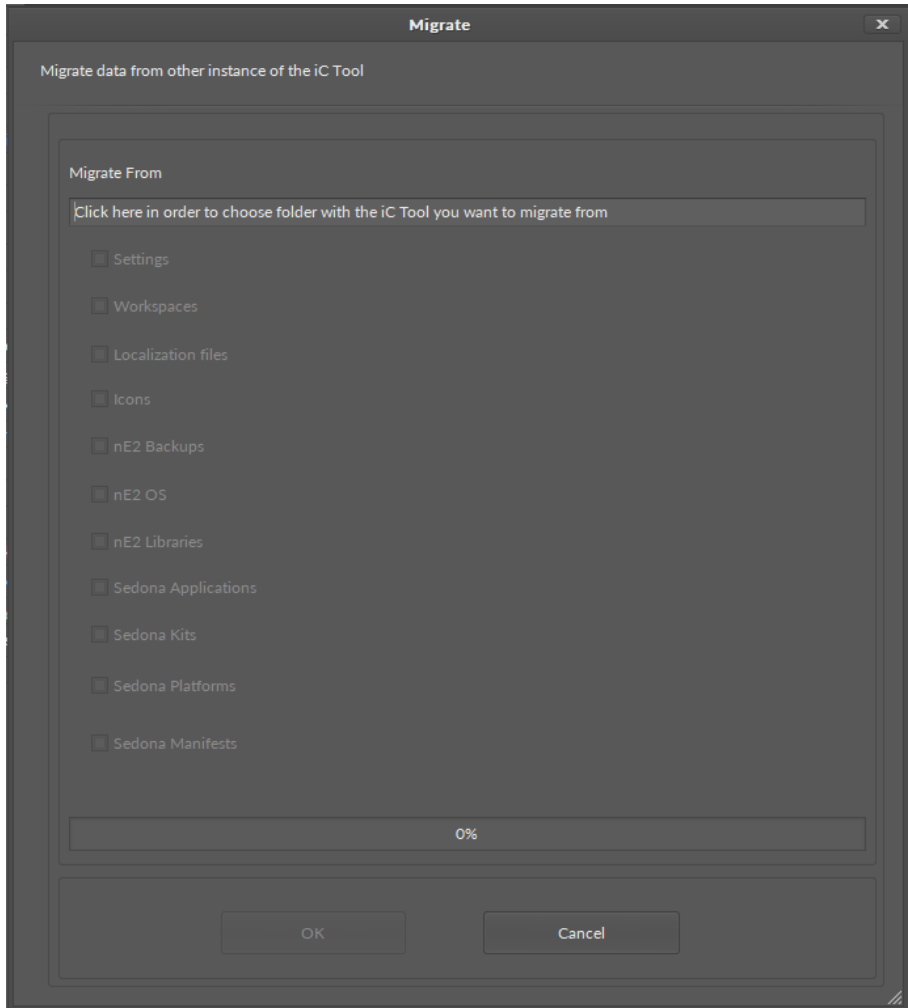 Migrate
x
Migrate data from other instance of the iC Tool
Migrate From
Click here in order to choose folder with the iC Tool you want to migrate from
Settings
Workspaces
Localization files
Icons
nE2 Backups
nE2 OS
nE2 Libraries
Sedona Applications
Sedona Kits
Sedona Platforms
Sedona Manifests
0%
OK
Cancel